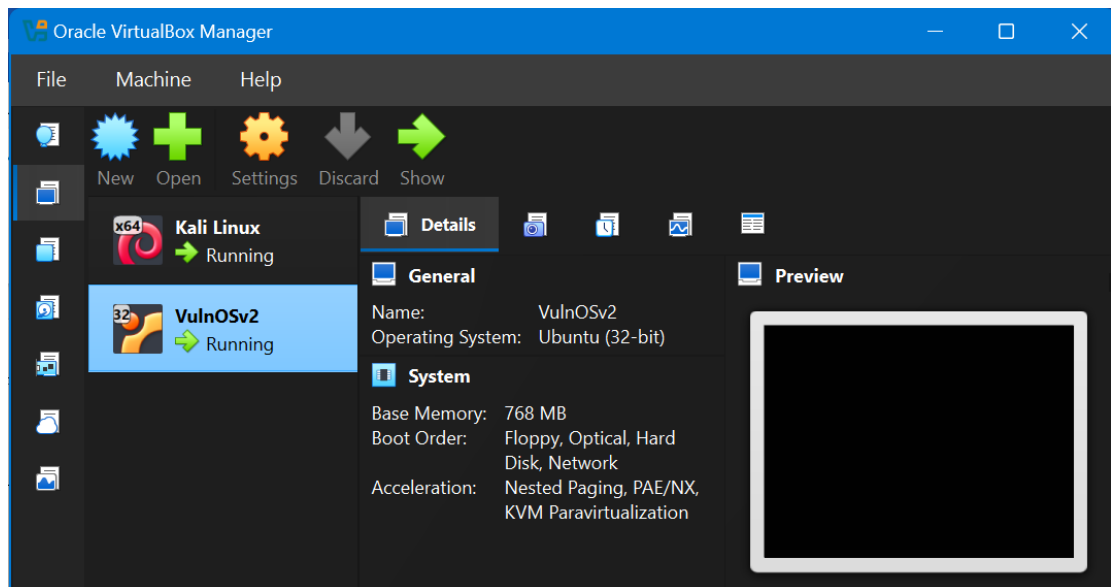 Oracle VirtualBox Manager
File Machine Help
New Open Settings Discard Show
x64 Kali Linux
Running
32 VulnOSv2
Running
Details
General
Name: VulnOSv2
Operating System: Ubuntu (32-bit)
System
Base Memory: 768 MB
Boot Order: Floppy, Optical, Hard
Disk, Network
Acceleration: Nested Paging, PAE/NX,
KVM Paravirtualization
Preview